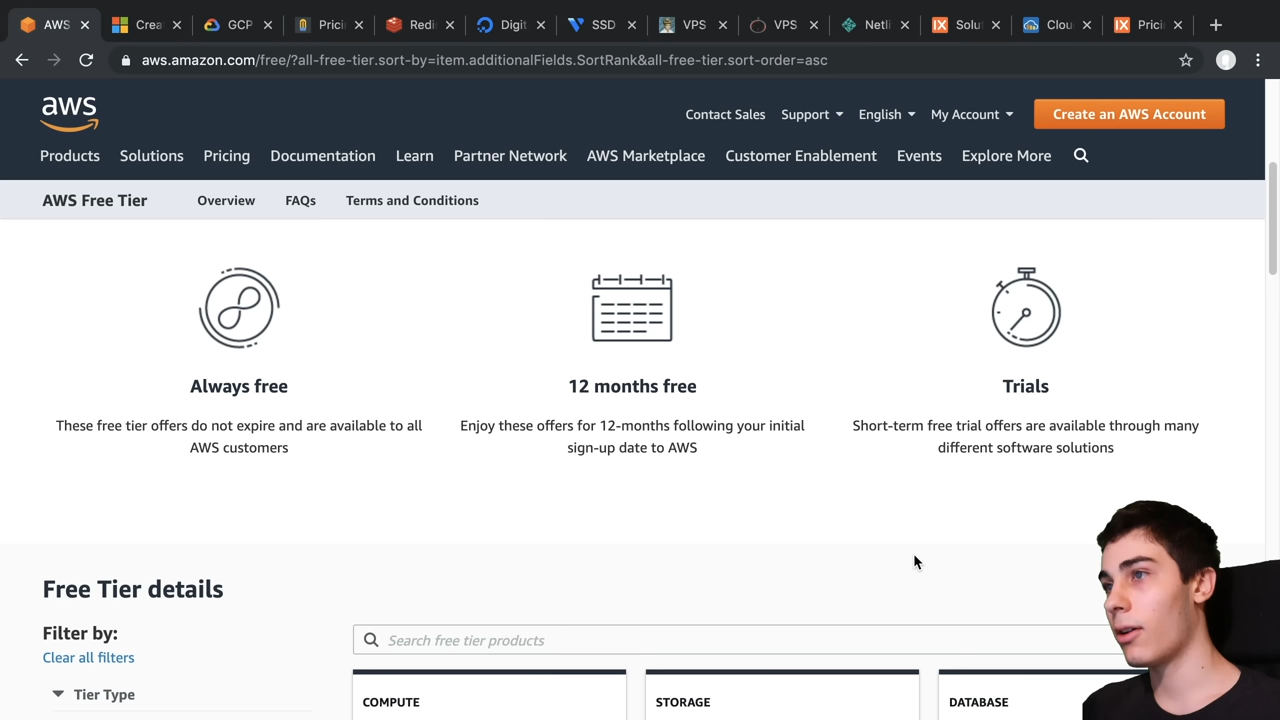 AWS
Crea
GCP
Prici
Redi
Digit
SSD
VPS
VPS
Netli
Solu
Clou
Prici
aws.amazon.com/free/?all-free-tier.sort-by=item.additionalFields.SortRank&all-free-tier.sort-order=asc
aws
Contact Sales Support English My Account Create an AWS Account
Products Solutions Pricing Documentation Learn Partner Network AWS Marketplace Customer Enablement Events Explore More
AWS Free Tier Overview FAQs Terms and Conditions
Always free
These free tier offers do not expire and are available to all
AWS customers
12 months free
Enjoy these offers for 12-months following your initial
sign-up date to AWS
Trials
Short-term free trial offers are available through many
different software solutions
Free Tier details
Filter by:
Clear all filters
Tier Type
Search free tier products
COMPUTE
STORAGE
DATABASE